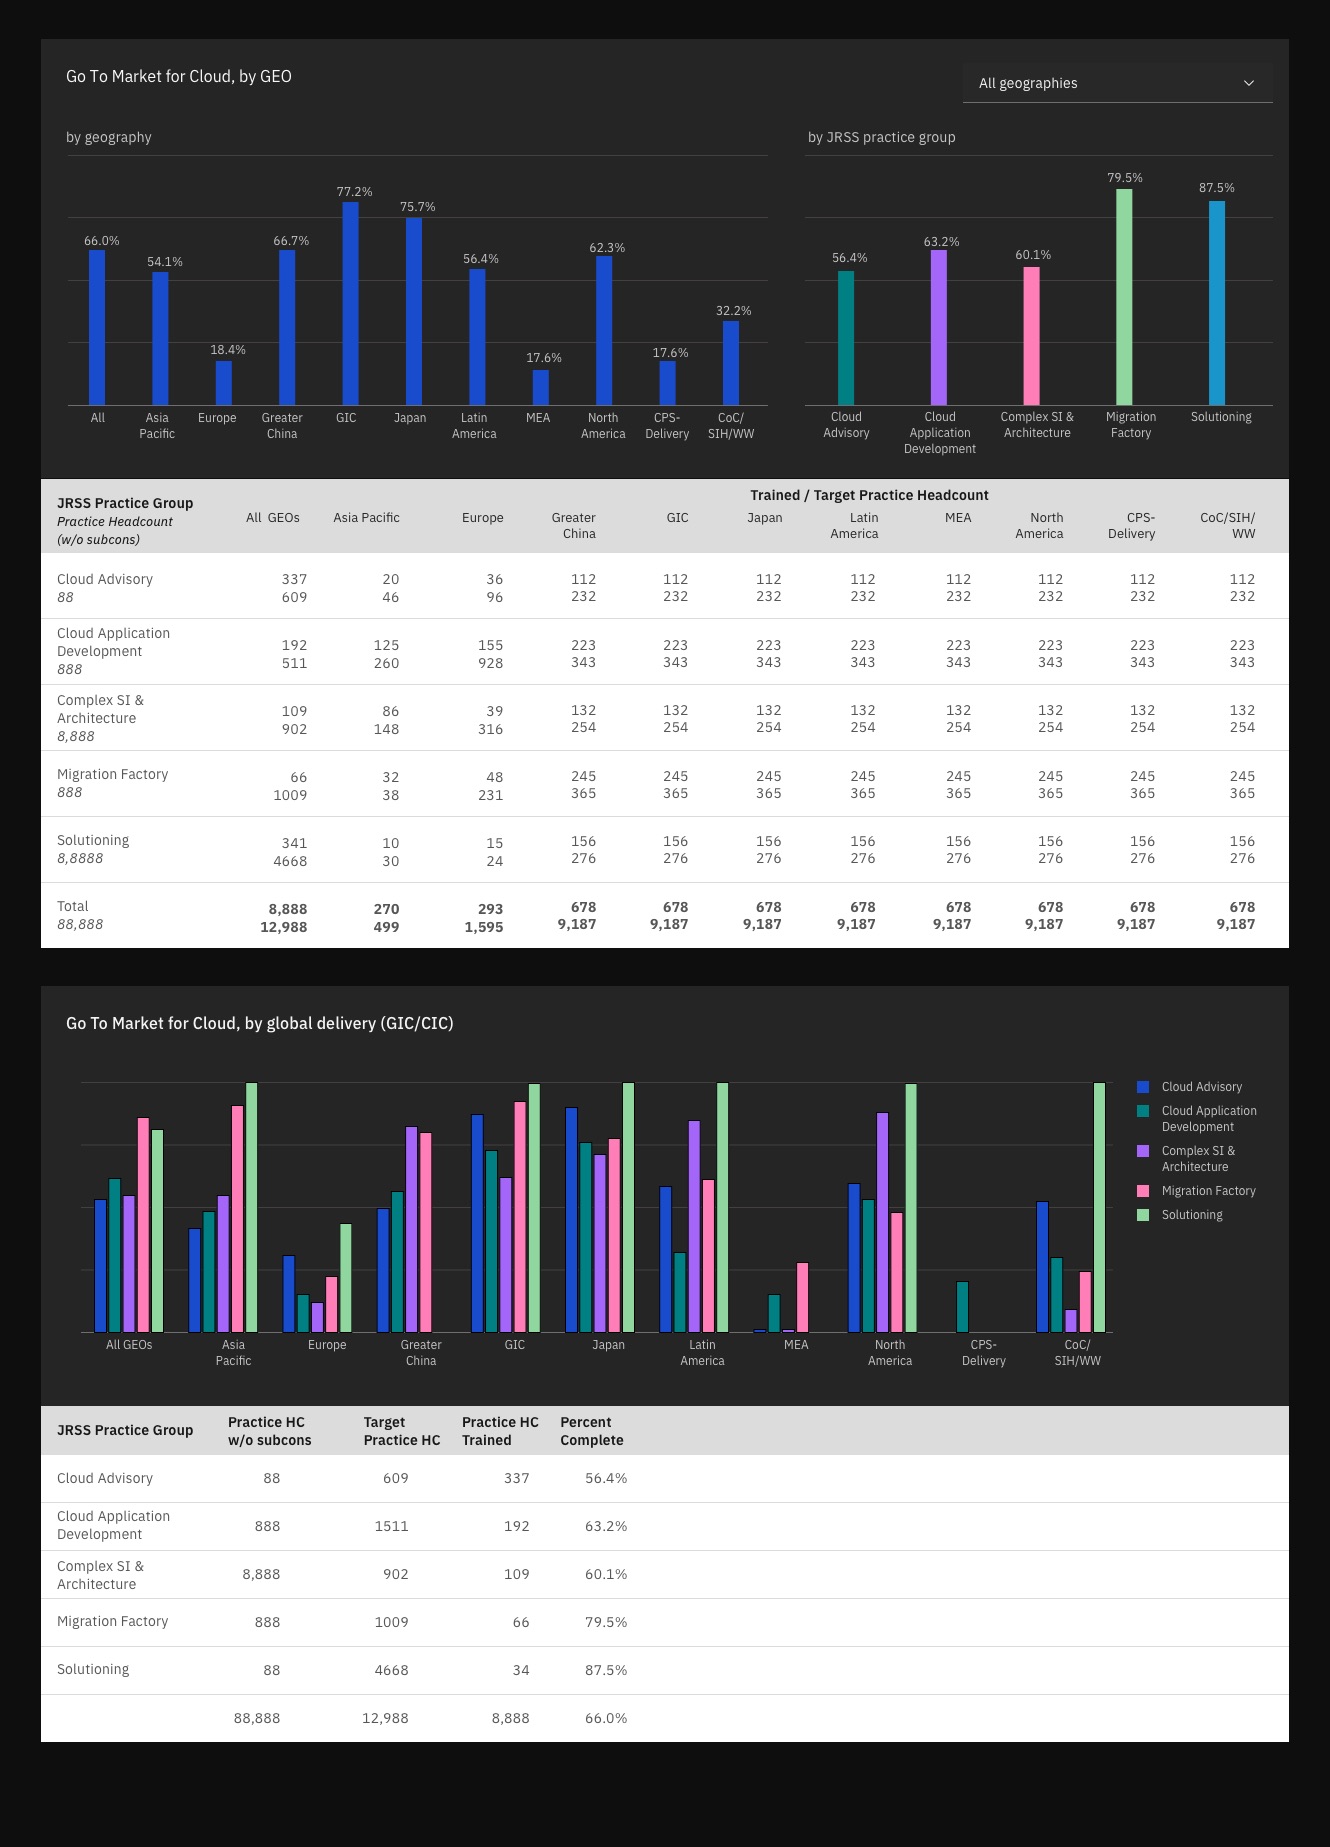 Go To Market for Cloud, by GEO
All geographies
by geography
by JRSS practice group
66.0% 54.1% 18.4% 66.7% 77.2% 75.7% 56.4% 17.6% 62.3% 17.6% 32.2%
56.4% 63.2% 60.1% 79.5% 87.5%
All Asia Europe Greater GIC Japan Latin MEA North CPS- CoC/
Pacific China America America Delivery SIH/WW
Cloud Cloud Complex SI & Migration Solutioning
Advisory Application Architecture Factory
Development
Trained / Target Practice Headcount
JRSS Practice Group
Practice Headcount
(w/o subcons)
All GEOs Asia Pacific Europe Greater GIC Japan Latin MEA North CPS- CoC/SIH/
China America America Delivery WW
Cloud Advisory 337 20 36 112 112 112 112 112 112 112 112
88 609 46 96 232 232 232 232 232 232 232 232
Cloud Application
Development 192 125 155 223 223 223 223 223 223 223 223
888 511 260 928 343 343 343 343 343 343 343 343
Complex SI &
Architecture 109 86 39 132 132 132 132 132 132 132 132
8,888 902 148 316 254 254 254 254 254 254 254 254
Migration Factory 66 32 48 245 245 245 245 245 245 245 245
888 1009 38 231 365 365 365 365 365 365 365 365
Solutioning 341 10 15 156 156 156 156 156 156 156 156
8,8888 4668 30 24 276 276 276 276 276 276 276 276
Total 8,888 270 293 678 678 678 678 678 678 678 678
88,888 12,988 499 1,595 9,187 9,187 9,187 9,187 9,187 9,187 9,187 9,187
Go To Market for Cloud, by global delivery (GIC/CIC)
Cloud Advisory
Cloud Application
Development
Complex SI &
Architecture
Migration Factory
Solutioning
All GEOs Asia Europe Greater GIC Japan Latin MEA North CPS- CoC/
Pacific China America America Delivery SIH/WW
JRSS Practice Group
Practice HC Target Practice HC Percent
w/o subcons Practice HC Trained Complete
Cloud Advisory 88 609 337 56.4%
Cloud Application
Development 888 1511 192 63.2%
Complex SI &
Architecture 8,888 902 109 60.1%
Migration Factory 888 1009 66 79.5%
Solutioning 88 4668 34 87.5%
88,888 12,988 8,888 66.0%